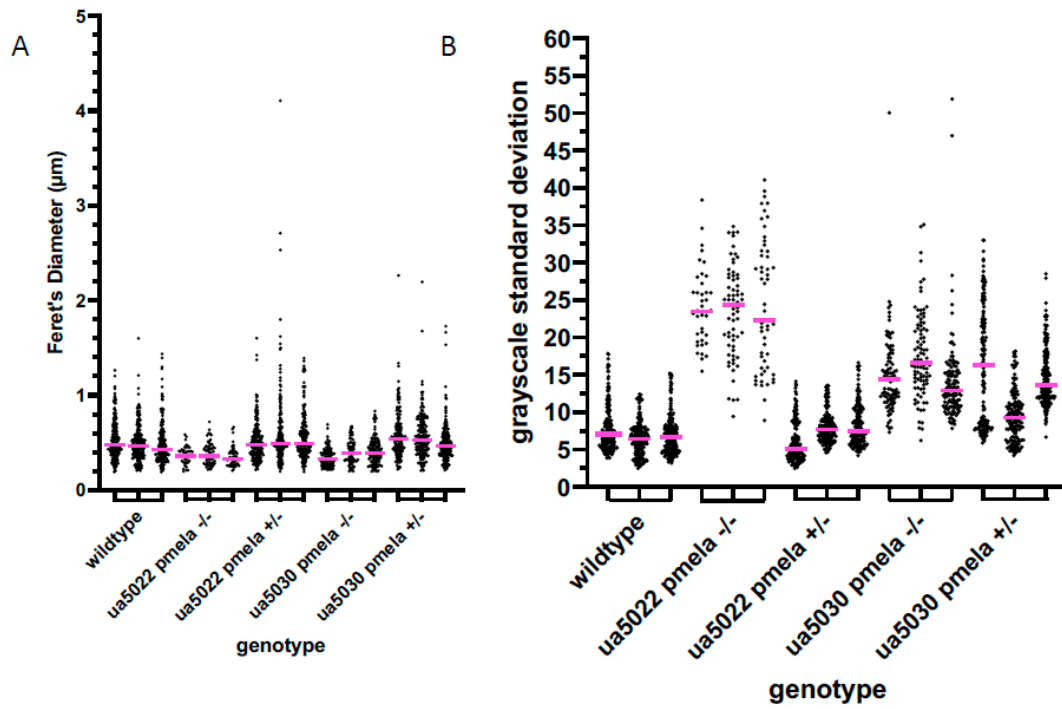 A
Feret's Diameter (µm)
5
4
3
2
1
0
wildtype
ua5022 pmela -/-
ua5022 pmela +/-
ua5030 pmela -/-
ua5030 pmela +/-
genotype
B
grayscale standard deviation
60
55
50
45
40
35
30
25
20
15
10
5
0
wildtype
ua5022 pmela -/-
ua5022 pmela +/-
ua5030 pmela -/-
ua5030 pmela +/-
genotype